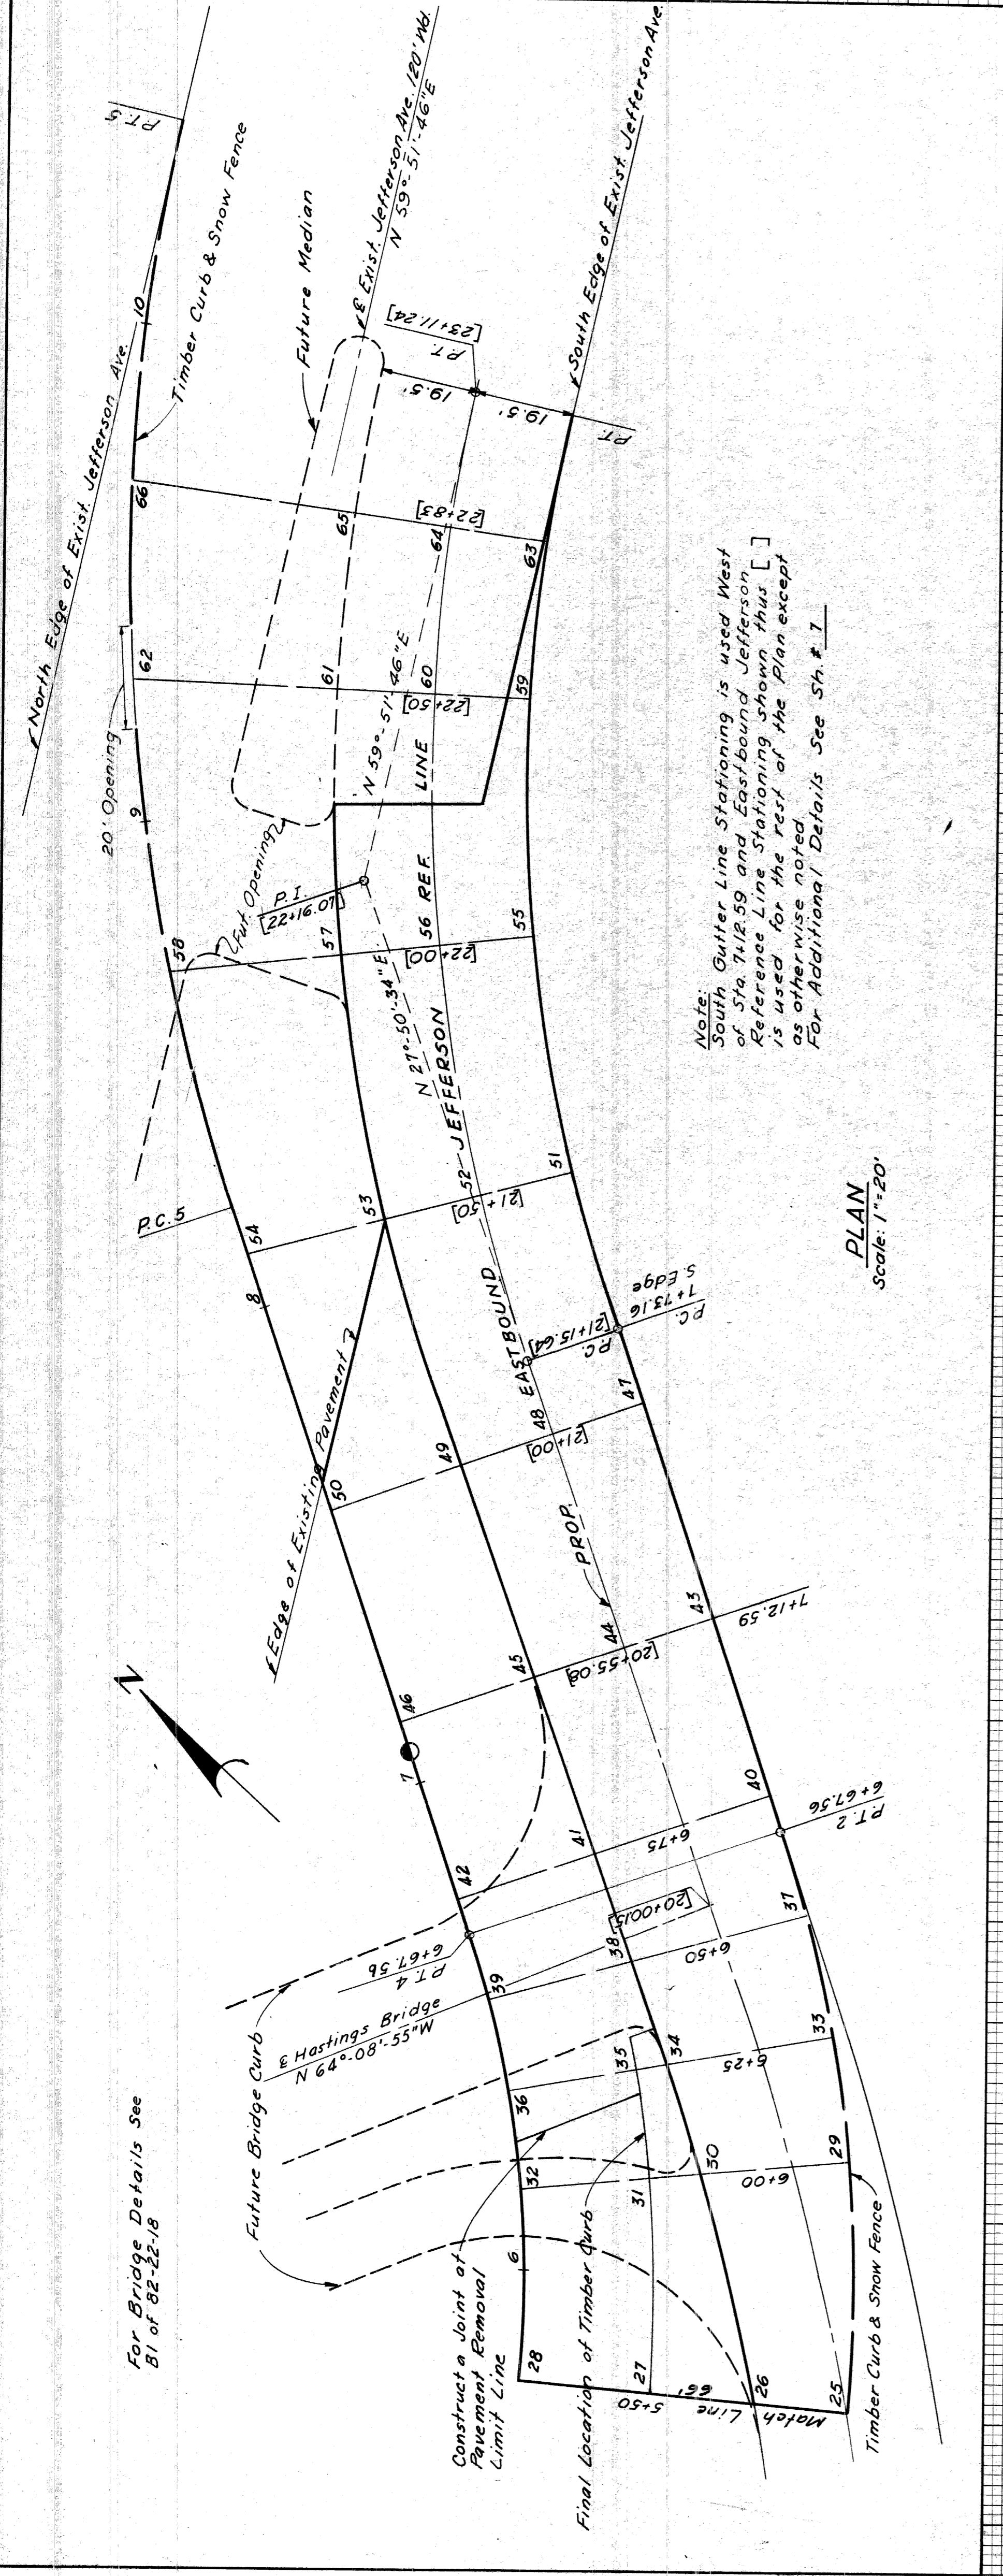 For Bridge Details See
B1 of 82-22-18
Future Bridge Curb
℄ Hastings Bridge
N 64°-08'-55"W
Construct a Joint at
Pavement Removal
Limit Line
Final Location of Timber Curb
Timber Curb & Snow Fence
Match Line
66'
5+50
6+00
6+25
6+50
6+75
25
26
27
28
29
30
31
32
33
34
35
36
37
38
39
40
41
42
43
44
45
46
47
48
49
50
51
52
53
54
55
56
57
58
59
60
61
62
63
64
65
66
6
7
8
9
10
P.T. 4
6+67.56
P.T. 2
6+67.56
[20+00.15]
[20+55.08]
7+12.59
N
Edge of Existing Pavement
PROP.
EASTBOUND
JEFFERSON
REF.
LINE
[21+00]
P.C.
[21+15.64]
P.C.
7+73.16
S. Edge
[21+50]
[22+00]
[22+50]
[22+83]
P.C. 5
N 27°-50'-34"E
P.I.
[22+16.07]
Fut. Opening
20' Opening
N 59°-51'-46"E
North Edge of Exist. Jefferson Ave.
Timber Curb & Snow Fence
P.T. 5
Future Median
℄ Exist. Jefferson Ave. 120' Wd.
N 59°-51'-46"E
P.T.
[23+11.24]
19.5'
19.5'
P.T.
South Edge of Exist. Jefferson Ave.
Note:
South Gutter Line Stationing is used West
of Sta. 7+12.59 and Eastbound Jefferson
Reference Line Stationing shown thus [ ]
is used for the rest of the Plan except
as otherwise noted.
For Additional Details See Sh. # 7
PLAN
Scale: 1"=20'